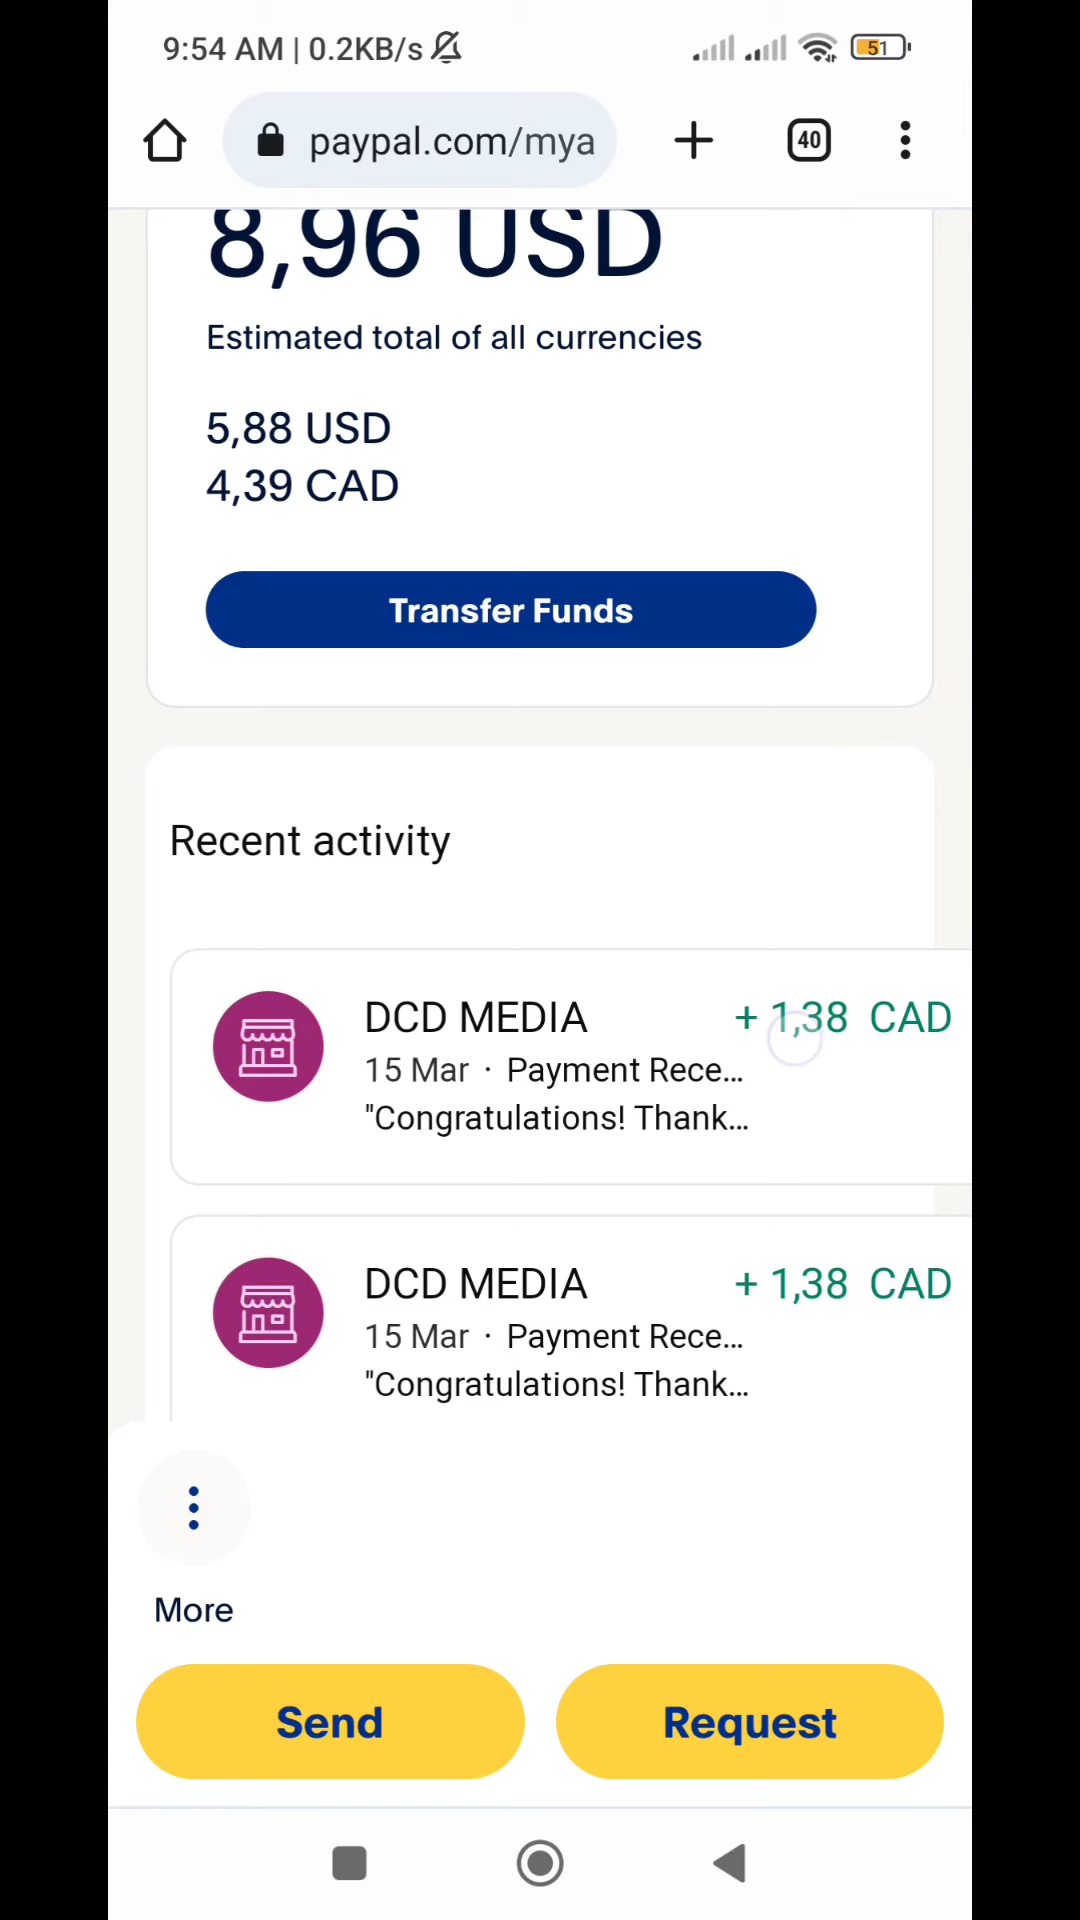 9:54 AM | 0.2KB/s
51
paypal.com/mya
40
8,96 USD
Estimated total of all currencies
5,88 USD
4,39 CAD
Transfer Funds
Recent activity
DCD MEDIA + 1,38 CAD
15 Mar · Payment Rece...
"Congratulations! Thank...
DCD MEDIA + 1,38 CAD
15 Mar · Payment Rece...
"Congratulations! Thank...
More
Send Request